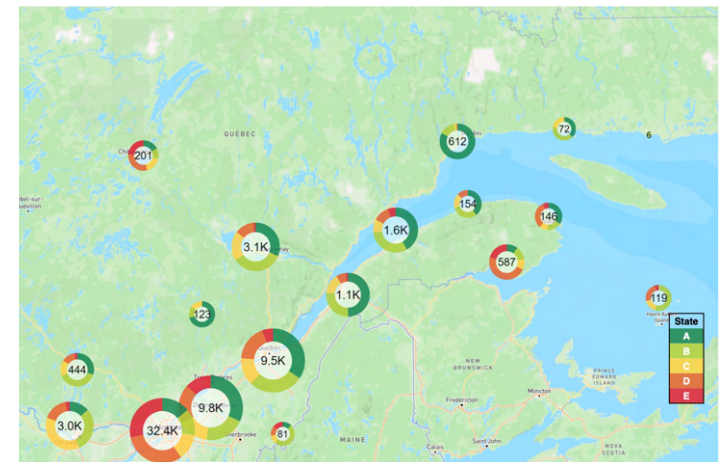 QUÉBEC
612
72
6
201
154
146
1.6K
3.1K
587
1.1K
119
123
State
A
B
C
D
E
9.5K
444
NEW
BRUNSWICK
PRINCE
EDWARD
ISLAND
Moncton
Fredericton
9.8K
3.0K
32.4K
81
Sherbrooke
MAINE
Saint John
Calais
NOVA
SCOTIA